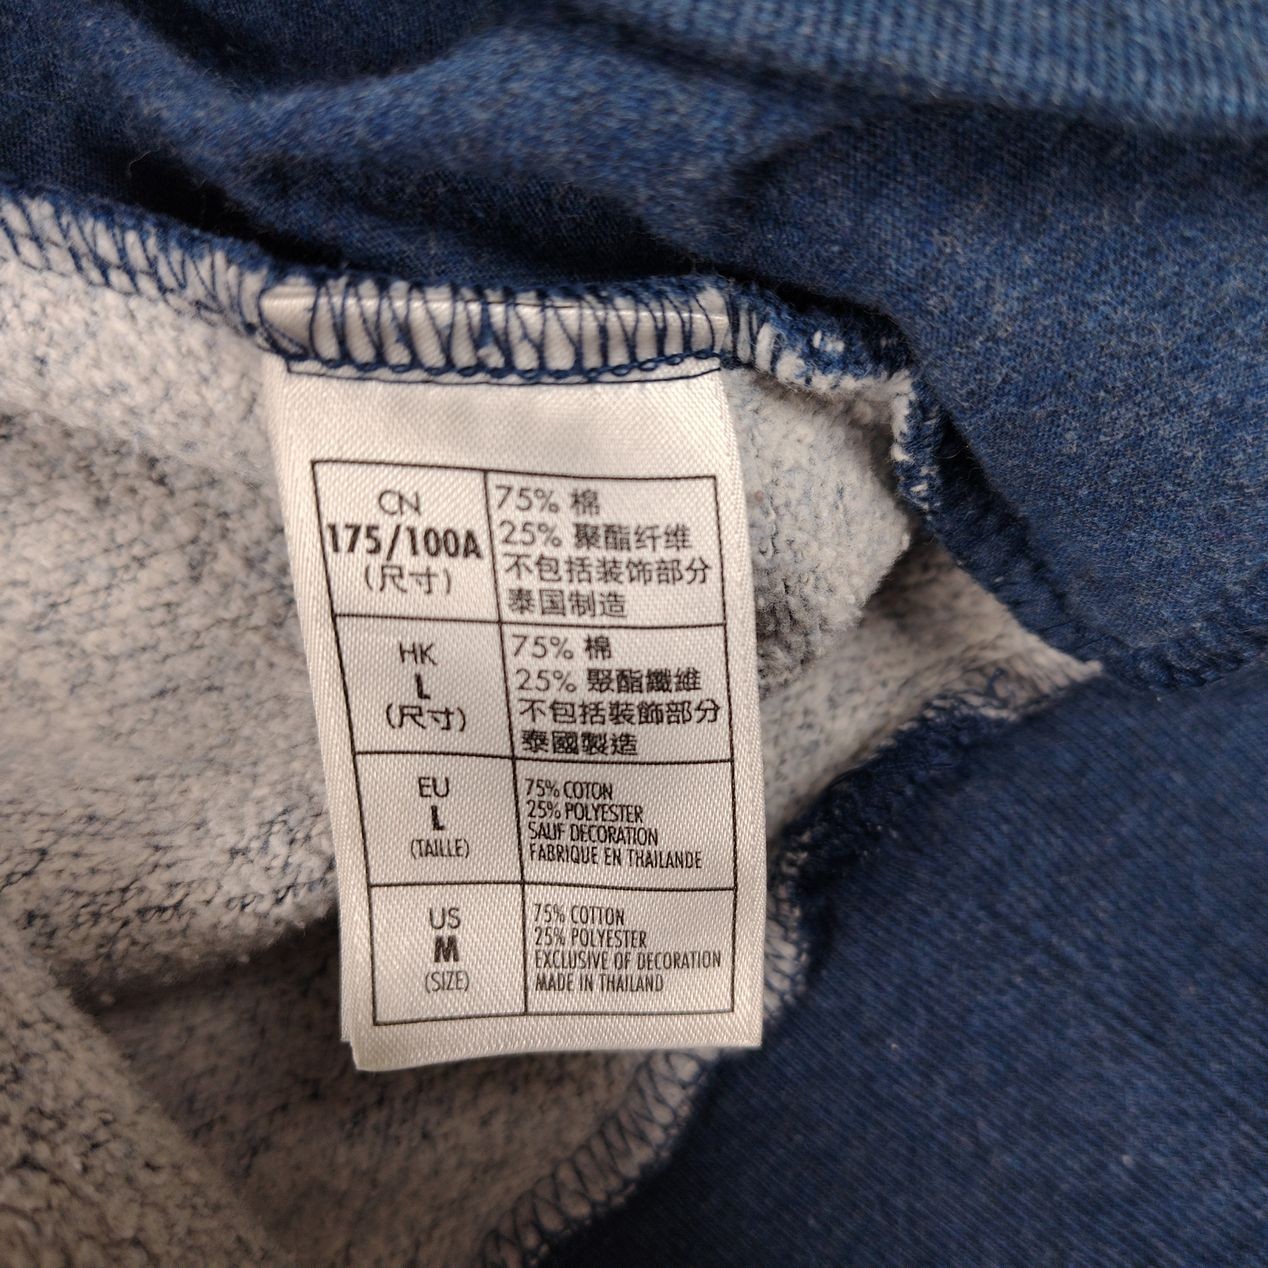 CN
175/100A
(尺寸)
75% 棉
25% 聚酯纤维
不包括装饰部分
泰国制造
HK
L
(尺寸)
75% 棉
25% 聚酯纖維
不包括裝飾部分
泰國製造
EU
L
(TAILLE)
75% COTON
25% POLYESTER
SAUF DECORATION
FABRIQUE EN THAILANDE
US
M
(SIZE)
75% COTTON
25% POLYESTER
EXCLUSIVE OF DECORATION
MADE IN THAILAND